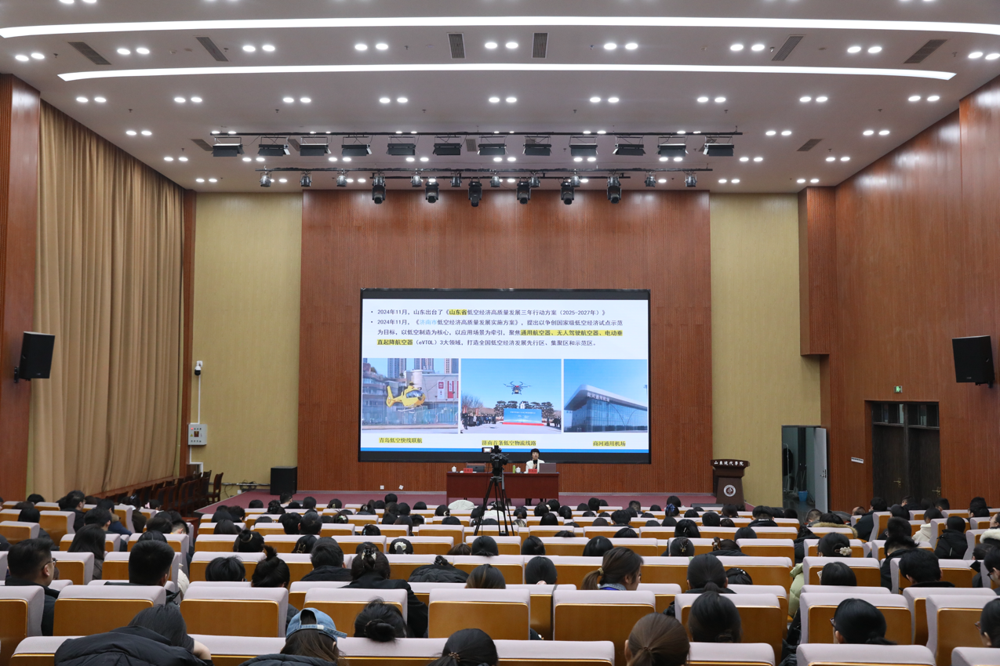 • 2024年11月，山东出台了《山东省低空经济高质量发展三年行动方案（2025-2027年）》
• 2024年11月，《济南市低空经济高质量发展实施方案》，提出以争创国家级低空经济试点示范
为目标，以低空制造为核心，以应用场景为牵引，聚焦通用航空器、无人驾驶航空器、电动垂
直起降航空器（eVTOL）3大领域，打造全国低空经济发展先行区、集聚区和示范区。
青岛低空快线联航
济南首条低空物流线路
商河通用机场
山东现代学院